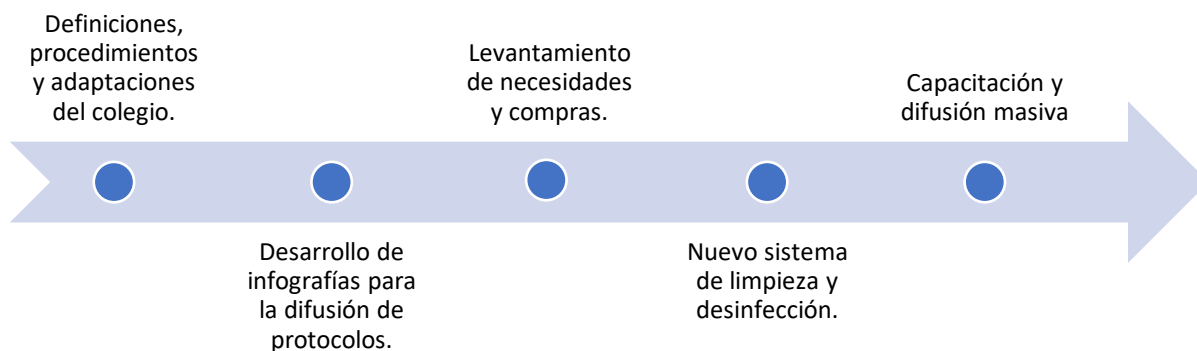 Definiciones,
procedimientos
y adaptaciones
del colegio.
Desarrollo de
infografías para
la difusión de
protocolos.
Levantamiento
de necesidades
y compras.
Nuevo sistema
de limpieza y
desinfección.
Capacitación y
difusión masiva